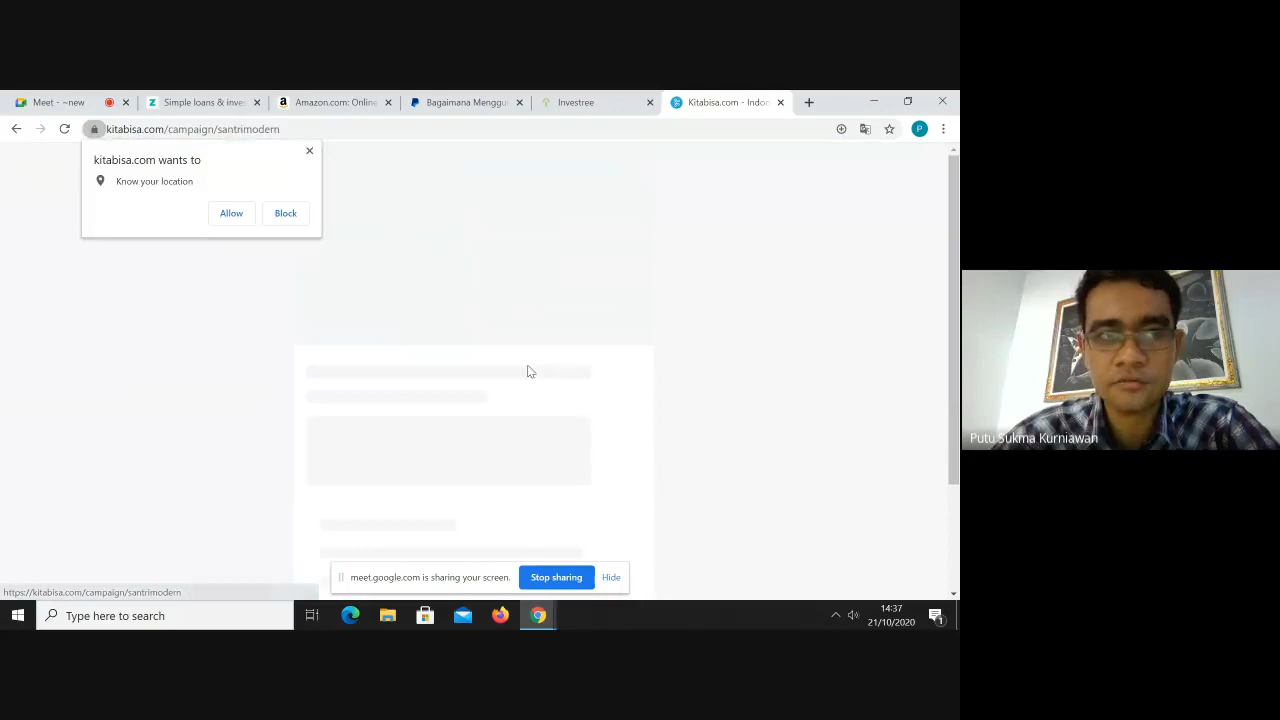 Meet - ~new
Simple loans & inves
Amazon.com: Online
Bagaimana Menggu
Investree
Kitabisa.com - Indon
kitabisa.com/campaign/santrimodern
P
kitabisa.com wants to
Know your location
Allow
Block
meet.google.com is sharing your screen.
Stop sharing
Hide
https://kitabisa.com/campaign/santrimodern
Type here to search
14:37
21/10/2020
1
Putu Sukma Kurniawan